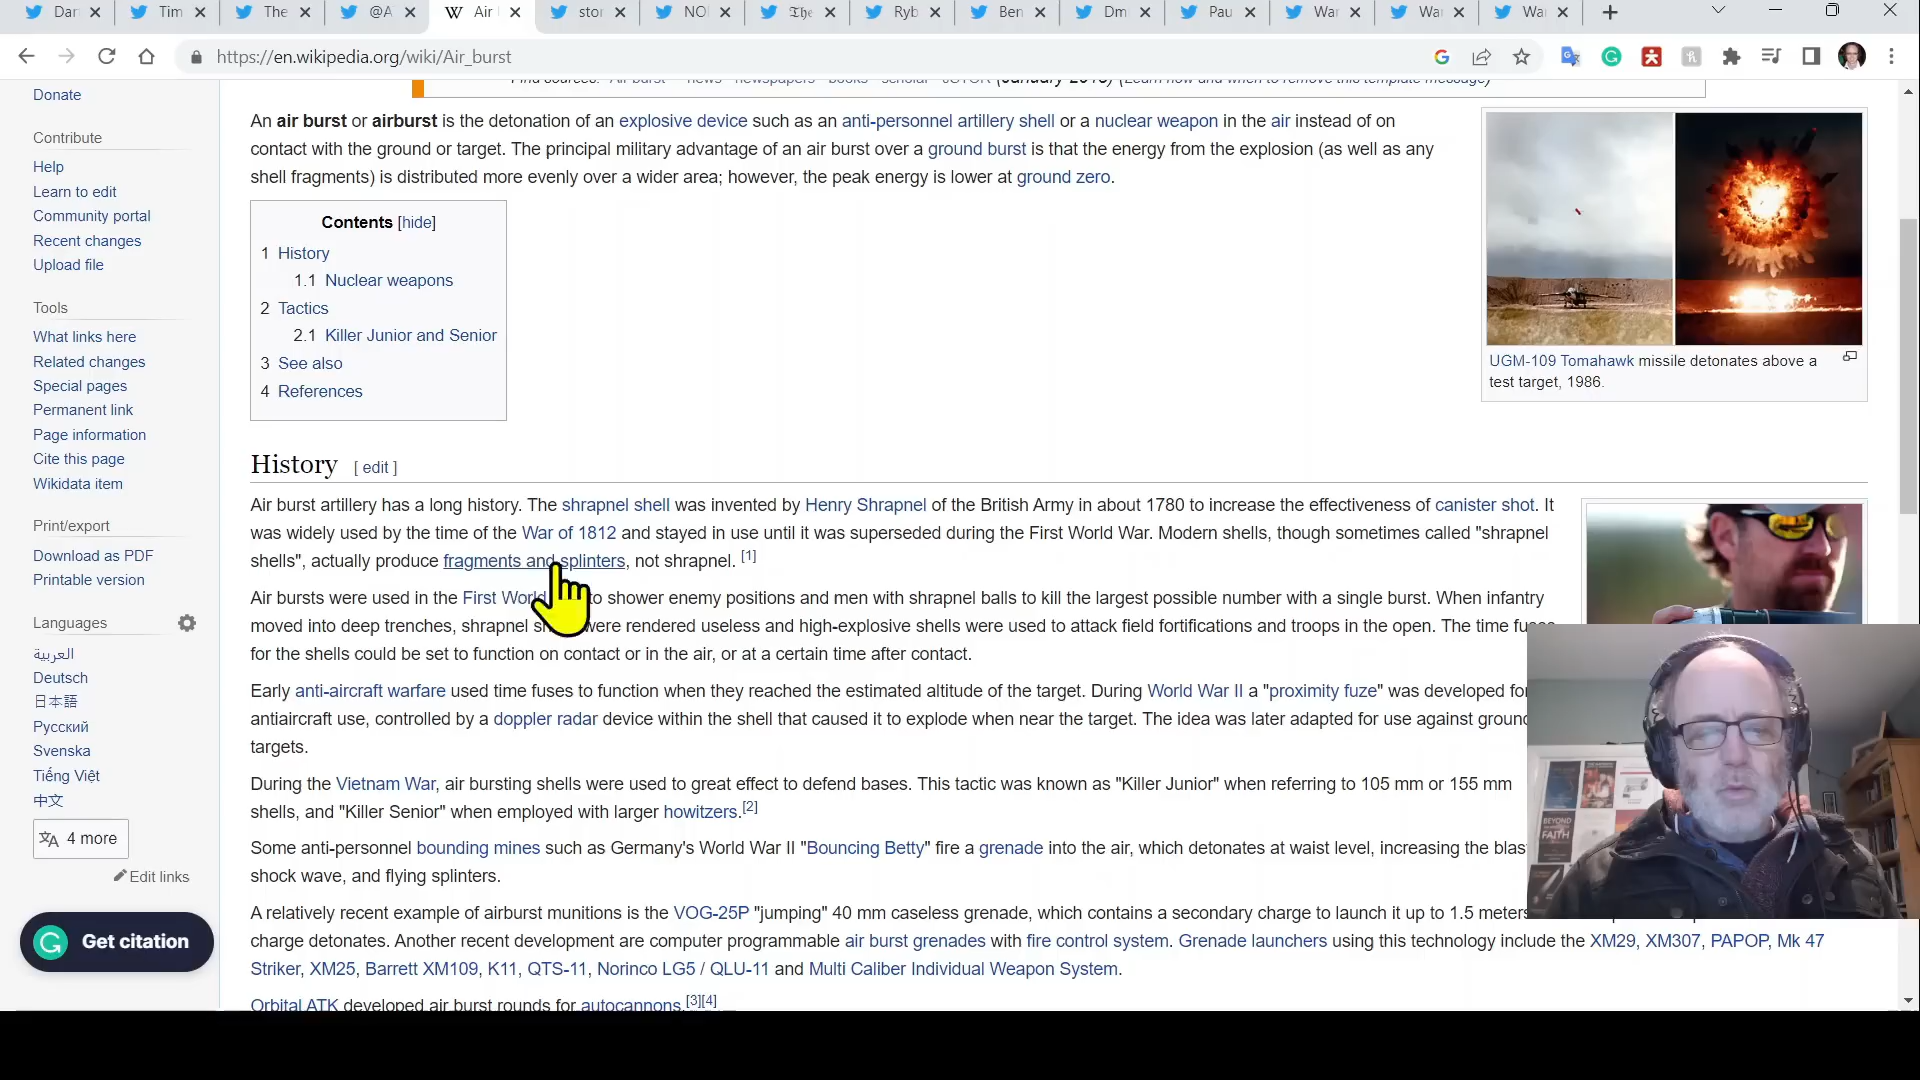 Dar
Tim
The
@A
Air
stor
NO
Ryb
Ben
Dm
Pau
War
https://en.wikipedia.org/wiki/Air_burst
Donate
Contribute
Help
Learn to edit
Community portal
Recent changes
Upload file
Tools
What links here
Related changes
Special pages
Permanent link
Page information
Cite this page
Wikidata item
Print/export
Download as PDF
Printable version
Languages
العربية
Deutsch
日本語
Русский
Svenska
Tiếng Việt
中文
4 more
Edit links
Get citation
An air burst or airburst is the detonation of an explosive device such as an anti-personnel artillery shell or a nuclear weapon in the air instead of on
contact with the ground or target. The principal military advantage of an air burst over a ground burst is that the energy from the explosion (as well as any
shell fragments) is distributed more evenly over a wider area; however, the peak energy is lower at ground zero.
Contents [hide]
1 History
1.1 Nuclear weapons
2 Tactics
2.1 Killer Junior and Senior
3 See also
4 References
UGM-109 Tomahawk missile detonates above a
test target, 1986.
History [ edit ]
Air burst artillery has a long history. The shrapnel shell was invented by Henry Shrapnel of the British Army in about 1780 to increase the effectiveness of canister shot. It
was widely used by the time of the War of 1812 and stayed in use until it was superseded during the First World War. Modern shells, though sometimes called "shrapnel
shells", actually produce fragments and splinters, not shrapnel. [1]
Air bursts were used in the First World to shower enemy positions and men with shrapnel balls to kill the largest possible number with a single burst. When infantry
moved into deep trenches, shrapnel were rendered useless and high-explosive shells were used to attack field fortifications and troops in the open. The time fuses
for the shells could be set to function on contact or in the air, or at a certain time after contact.
Early anti-aircraft warfare used time fuses to function when they reached the estimated altitude of the target. During World War II a "proximity fuze" was developed for
antiaircraft use, controlled by a doppler radar device within the shell that caused it to explode when near the target. The idea was later adapted for use against ground
targets.
During the Vietnam War, air bursting shells were used to great effect to defend bases. This tactic was known as "Killer Junior" when referring to 105 mm or 155 mm
shells, and "Killer Senior" when employed with larger howitzers.[2]
Some anti-personnel bounding mines such as Germany's World War II "Bouncing Betty" fire a grenade into the air, which detonates at waist level, increasing the blas
shock wave, and flying splinters.
A relatively recent example of airburst munitions is the VOG-25P "jumping" 40 mm caseless grenade, which contains a secondary charge to launch it up to 1.5 meters
charge detonates. Another recent development are computer programmable air burst grenades with fire control system. Grenade launchers using this technology include the XM29, XM307, PAPOP, Mk 47
Striker, XM25, Barrett XM109, K11, QTS-11, Norinco LG5 / QLU-11 and Multi Caliber Individual Weapon System.
Orbital ATK developed air burst rounds for autocannons.[3][4]
BEYOND
FAITH